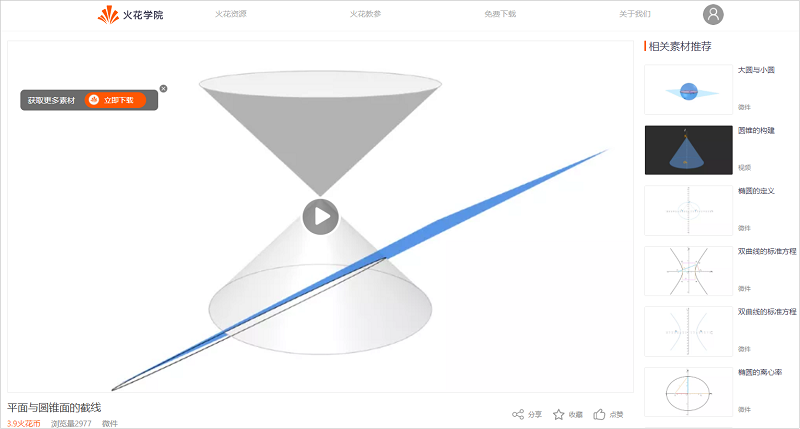 火花学院
火花资源
火花教参
免费下载
关于我们
获取更多素材
立即下载
相关素材推荐
大圆与小圆
微件
圆锥的构建
视频
椭圆的定义
微件
双曲线的标准方程
微件
双曲线的标准方程
微件
椭圆的离心率
微件
平面与圆锥面的截线
3.9火花币 浏览量2977 微件
分享
收藏
点赞